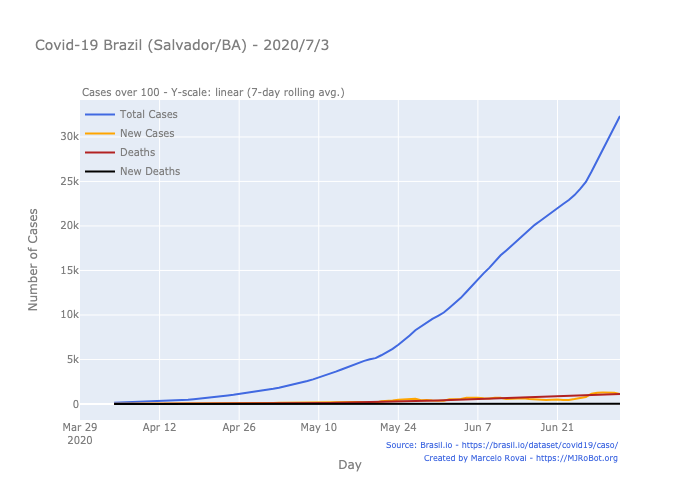 Covid-19 Brazil (Salvador/BA) - 2020/7/3
Cases over 100 - Y-scale: linear (7-day rolling avg.)
Total Cases
New Cases
Deaths
New Deaths
Number of Cases
30k
25k
20k
15k
10k
5k
0
Mar 29
2020
Apr 12
Apr 26
May 10
May 24
Jun 7
Jun 21
Day
Source: Brasil.io - https://brasil.io/dataset/covid19/caso/
Created by Marcelo Rovai - https://MJRoBot.org